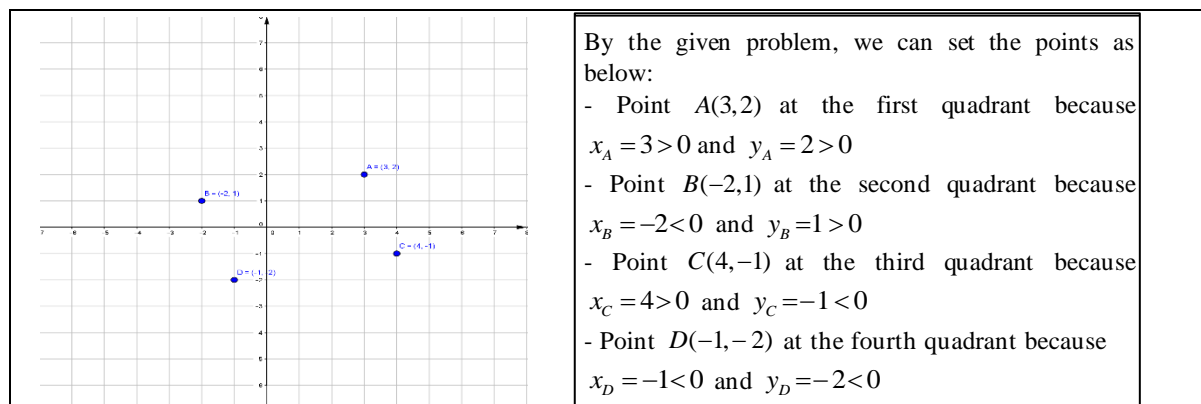 A = (3, 2)
B = (-2, 1)
C = (4, -1)
D = (-1, -2)
By the given problem, we can set the points as
below:
- Point A(3,2) at the first quadrant because
x_A = 3 > 0 and y_A = 2 > 0
- Point B(−2,1) at the second quadrant because
x_B = −2 < 0 and y_B = 1 > 0
- Point C(4,−1) at the third quadrant because
x_C = 4 > 0 and y_C = −1 < 0
- Point D(−1,−2) at the fourth quadrant because
x_D = −1 < 0 and y_D = −2 < 0